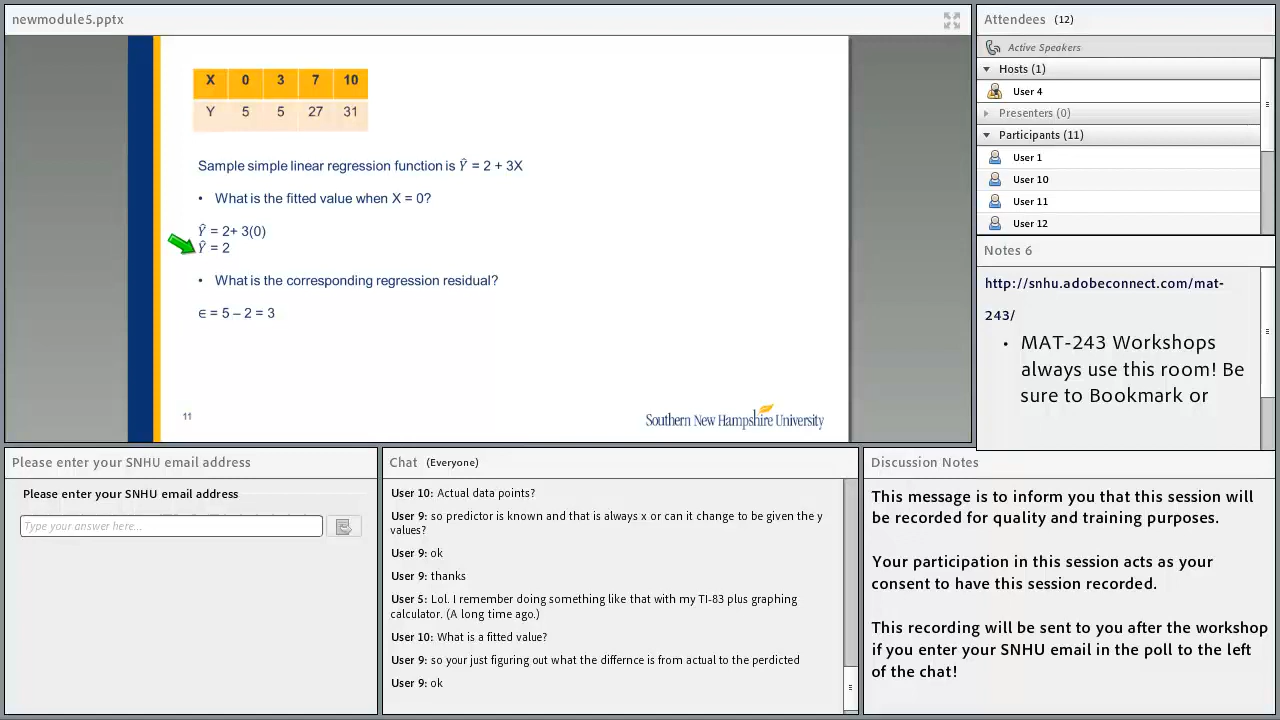 newmodule5.pptx
X 0 3 7 10
Y 5 5 27 31
Sample simple linear regression function is Ŷ = 2 + 3X
• What is the fitted value when X = 0?
Ŷ = 2+ 3(0)
Ŷ = 2
• What is the corresponding regression residual?
∈ = 5 – 2 = 3
11
Southern New Hampshire University
Attendees (12)
Active Speakers
Hosts (1)
User 4
Presenters (0)
Participants (11)
User 1
User 10
User 11
User 12
Notes 6
http://snhu.adobeconnect.com/mat-
243/
• MAT-243 Workshops
always use this room! Be
sure to Bookmark or
Please enter your SNHU email address
Please enter your SNHU email address
Type your answer here...
Chat (Everyone)
User 10: Actual data points?
User 9: so predictor is known and that is always x or can it change to be given the y
values?
User 9: ok
User 9: thanks
User 5: Lol. I remember doing something like that with my TI-83 plus graphing
calculator. (A long time ago.)
User 10: What is a fitted value?
User 9: so your just figuring out what the differnce is from actual to the perdicted
User 9: ok
Discussion Notes
This message is to inform you that this session will
be recorded for quality and training purposes.
Your participation in this session acts as your
consent to have this session recorded.
This recording will be sent to you after the workshop
if you enter your SNHU email in the poll to the left
of the chat!